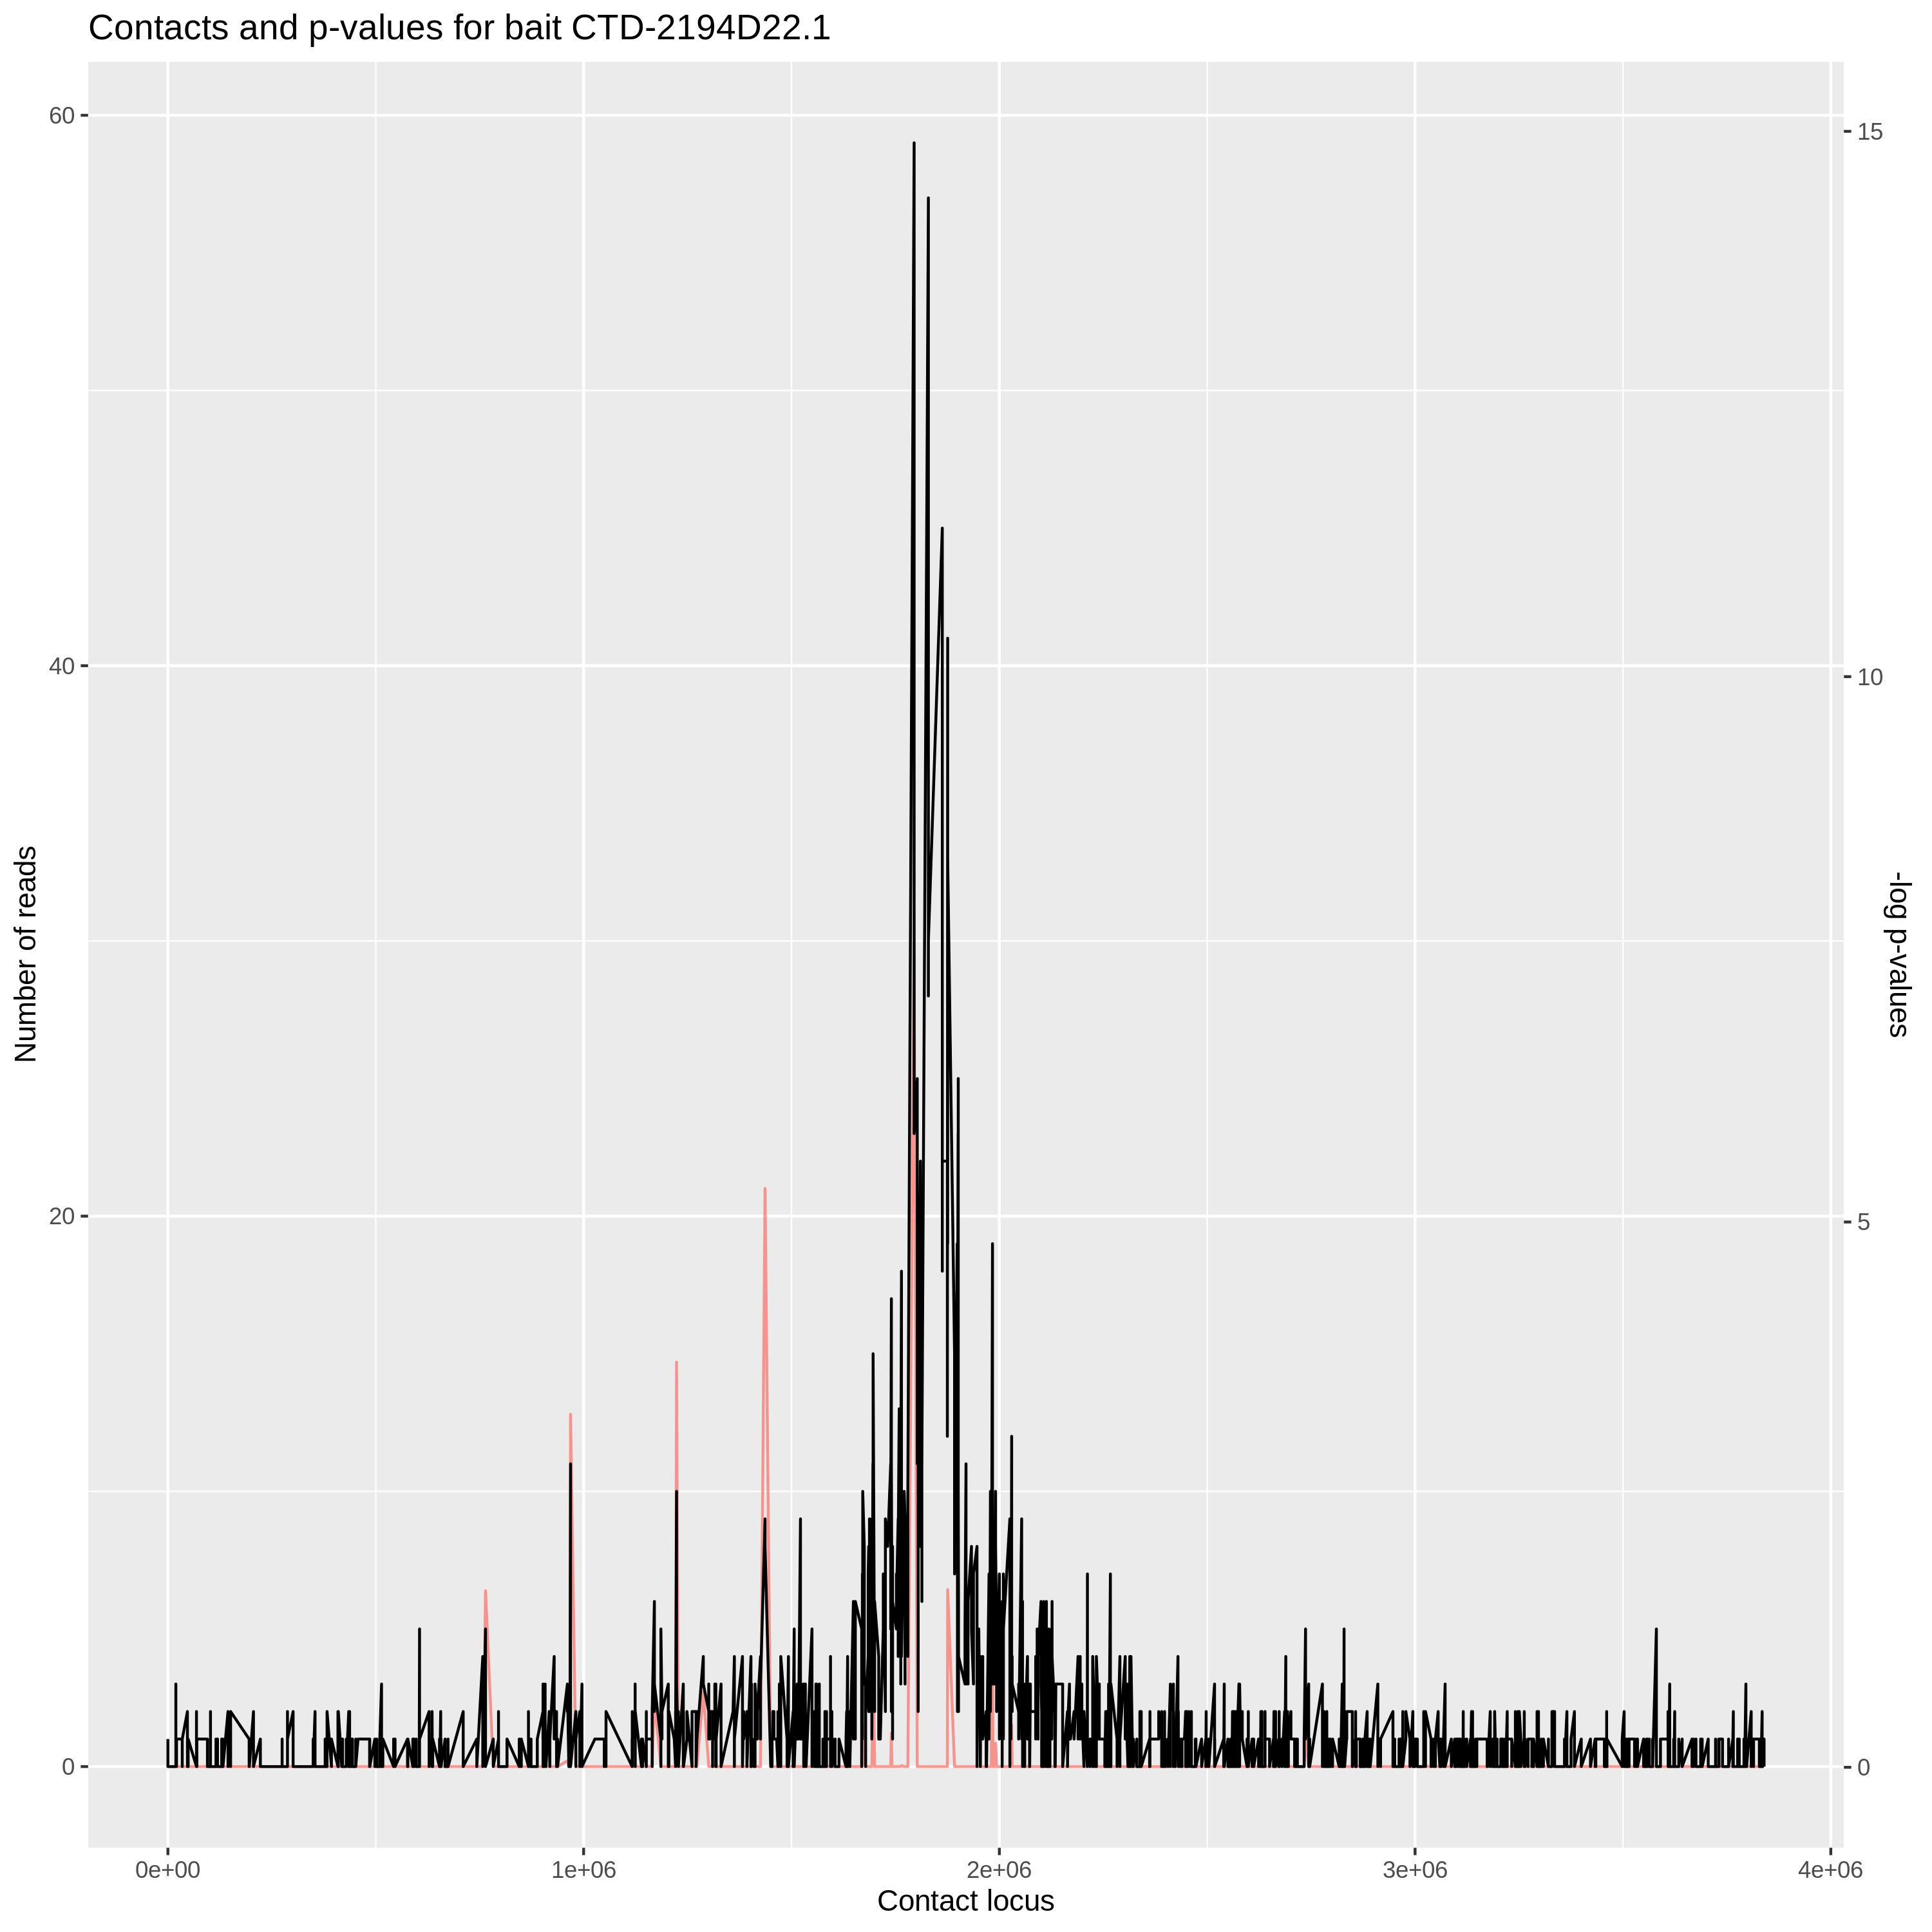 Contacts and p-values for bait CTD-2194D22.1
60
40
20
0
15
10
5
0
Number of reads
-log p-values
0e+00 1e+06 2e+06 3e+06 4e+06
Contact locus